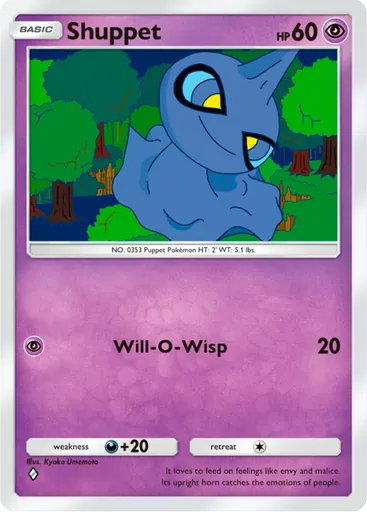 BASIC Shuppet HP 60
NO. 0353 Puppet Pokémon HT: 2' WT: 5.1 lbs.
Will-O-Wisp 20
weakness +20 retreat
Illus. Kyoko Umemoto
It loves to feed on feelings like envy and malice.
Its upright horn catches the emotions of people.